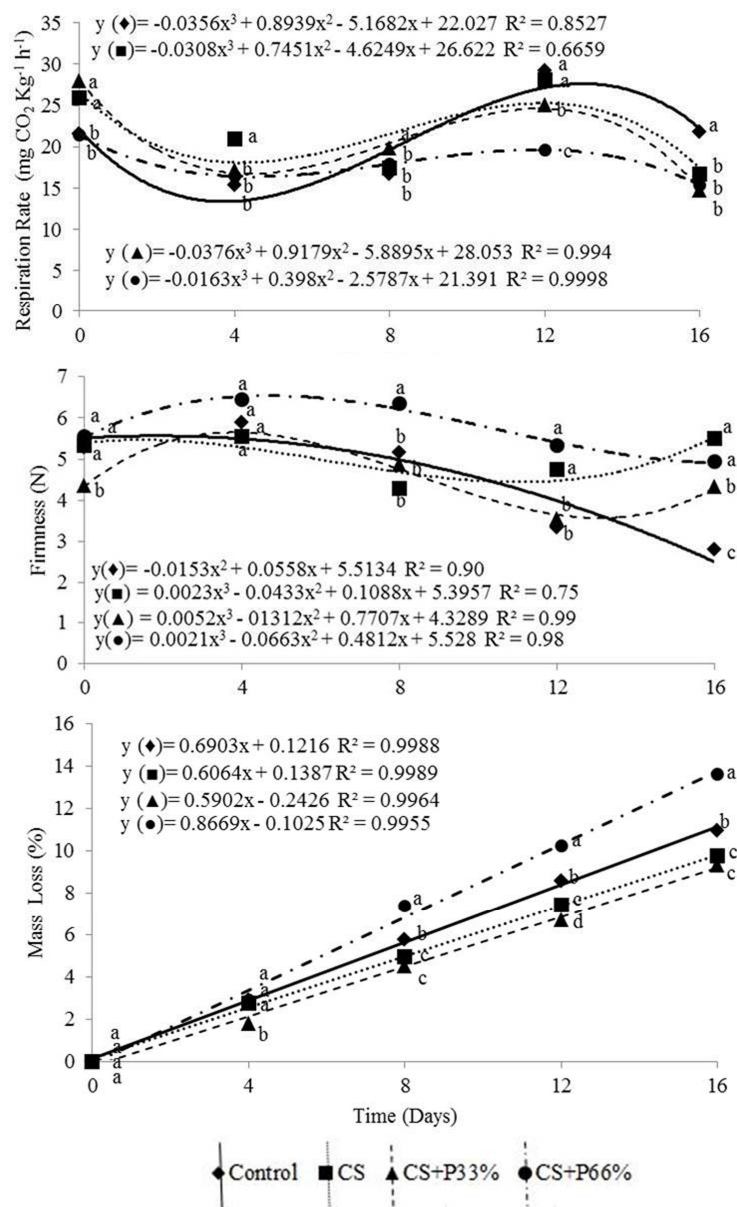 y (♦)= -0.0356x³ + 0.8939x² - 5.1682x + 22.027 R² = 0.8527
y (■)= -0.0308x³ + 0.7451x² - 4.6249x + 26.622 R² = 0.6659
35
30
25
20
15
10
5
0
Respiration Rate (mg CO₂ Kg⁻¹ h⁻¹)
a
a
b
b
a
b
b
b
a
b
b
b
a
a
b
c
a
b
b
b
y (▲)= -0.0376x³ + 0.9179x² - 5.8895x + 28.053 R² = 0.994
y (●)= -0.0163x³ + 0.398x² - 2.5787x + 21.391 R² = 0.9998
0 4 8 12 16
7
6
5
4
3
2
1
0
Firmness (N)
a
a
a
b
a
a
a
a
a
b
b
b
a
a
b
b
a
a
b
c
y(♦)= -0.0153x² + 0.0558x + 5.5134 R² = 0.90
y(■)= 0.0023x³ - 0.0433x² + 0.1088x + 5.3957 R² = 0.75
y(▲)= 0.0052x³ - 01312x² + 0.7707x + 4.3289 R² = 0.99
y(●)= 0.0021x³ - 0.0663x² + 0.4812x + 5.528 R² = 0.98
0 4 8 12 16
16
14
12
10
8
6
4
2
0
Mass Loss (%)
y (♦)= 0.6903x + 0.1216 R² = 0.9988
y (■)= 0.6064x + 0.1387 R² = 0.9989
y (▲)= 0.5902x - 0.2426 R² = 0.9964
y (●)= 0.8669x - 0.1025 R² = 0.9955
a
a
a
a
a
a
a
b
a
b
c
c
a
b
c
d
a
b
c
c
0 4 8 12 16
Time (Days)
Control CS CS+P33% CS+P66%